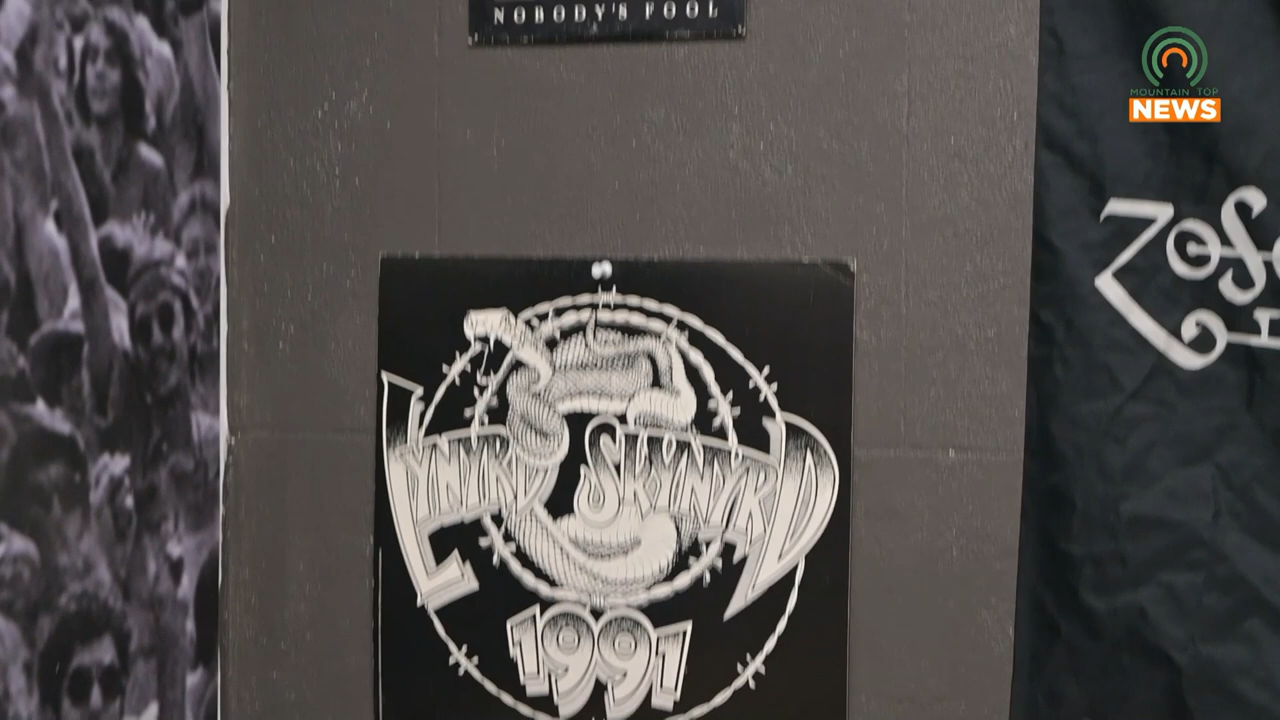 NOBODY'S FOOL
MOUNTAIN TOP
NEWS
LYNYRD SKYNYRD
1991